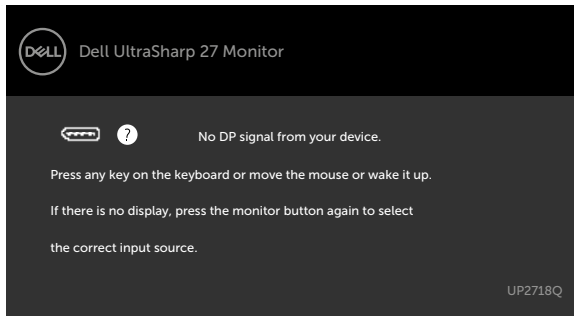 DELL
Dell UltraSharp 27 Monitor
?
No DP signal from your device.
Press any key on the keyboard or move the mouse or wake it up.
If there is no display, press the monitor button again to select
the correct input source.
UP2718Q